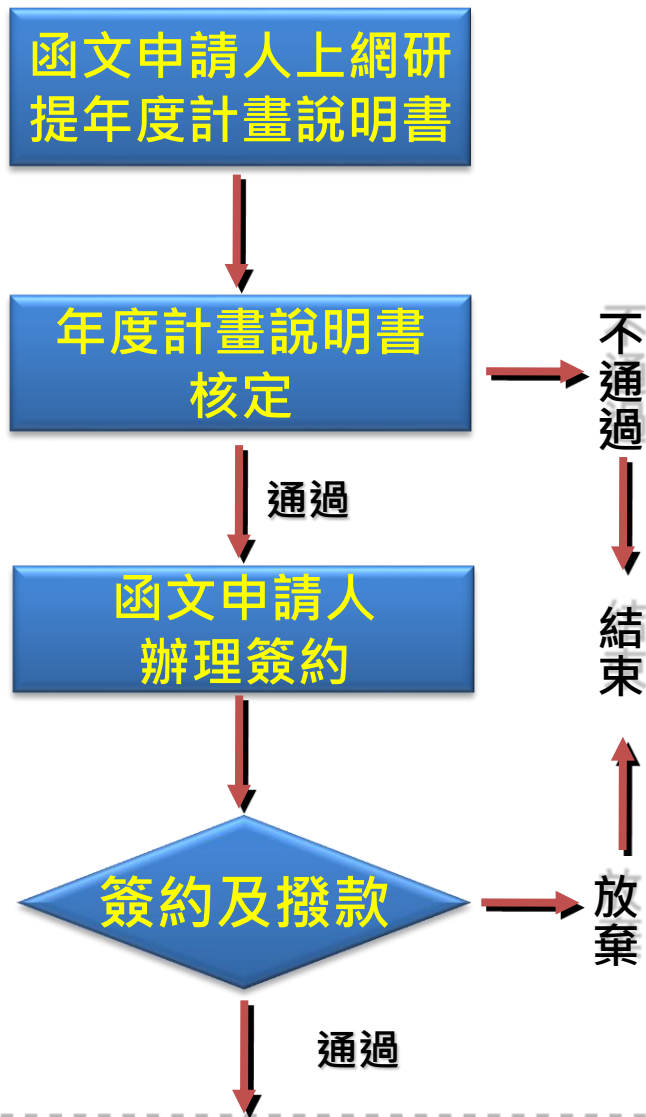 函文申請人上網研
提年度計畫說明書
年度計畫說明書
核定
不通過
通過
函文申請人
辦理簽約
結束
簽約及撥款
放棄
通過